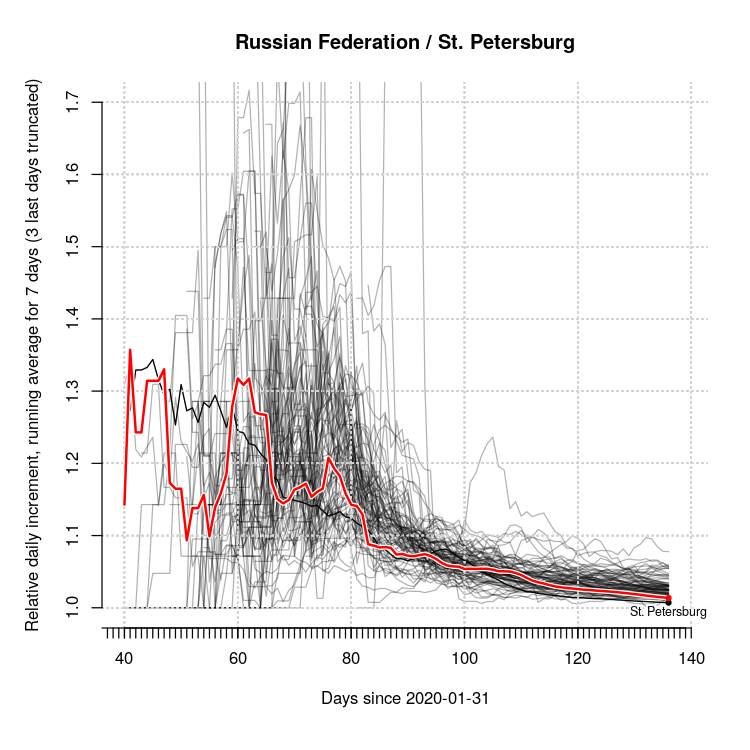 Russian Federation / St. Petersburg
Relative daily increment, running average for 7 days (3 last days truncated)
1.7
1.6
1.5
1.4
1.3
1.2
1.1
1.0
St. Petersburg
40 60 80 100 120 140
Days since 2020-01-31